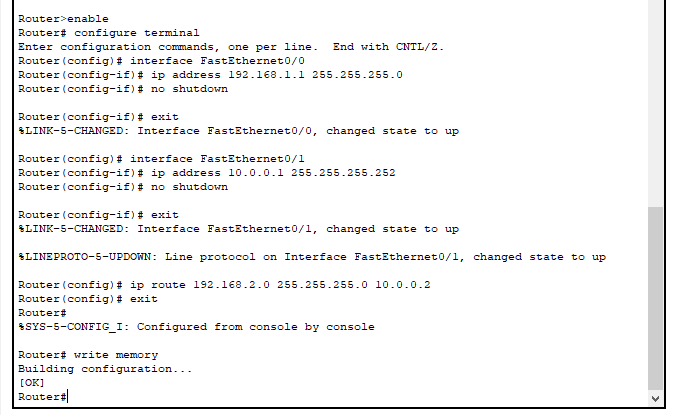 Router>enable
Router# configure terminal
Enter configuration commands, one per line.  End with CNTL/Z.
Router(config)# interface FastEthernet0/0
Router(config-if)# ip address 192.168.1.1 255.255.255.0
Router(config-if)# no shutdown
Router(config-if)# exit
%LINK-5-CHANGED: Interface FastEthernet0/0, changed state to up
Router(config)# interface FastEthernet0/1
Router(config-if)# ip address 10.0.0.1 255.255.255.252
Router(config-if)# no shutdown
Router(config-if)# exit
%LINK-5-CHANGED: Interface FastEthernet0/1, changed state to up
%LINEPROTO-5-UPDOWN: Line protocol on Interface FastEthernet0/1, changed state to up
Router(config)# ip route 192.168.2.0 255.255.255.0 10.0.0.2
Router(config)# exit
Router#
%SYS-5-CONFIG_I: Configured from console by console
Router# write memory
Building configuration...
[OK]
Router#